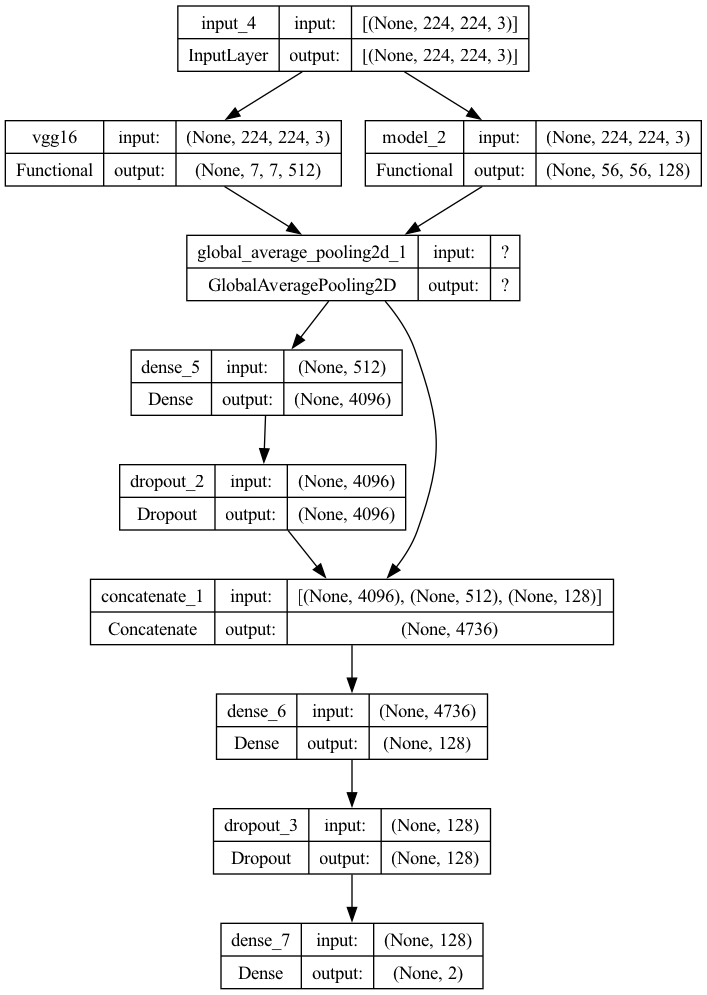 input_4 input: [(None, 224, 224, 3)]
InputLayer output: [(None, 224, 224, 3)]
vgg16 input: (None, 224, 224, 3)
Functional output: (None, 7, 7, 512)
model_2 input: (None, 224, 224, 3)
Functional output: (None, 56, 56, 128)
global_average_pooling2d_1 input: ?
GlobalAveragePooling2D output: ?
dense_5 input: (None, 512)
Dense output: (None, 4096)
dropout_2 input: (None, 4096)
Dropout output: (None, 4096)
concatenate_1 input: [(None, 4096), (None, 512), (None, 128)]
Concatenate output: (None, 4736)
dense_6 input: (None, 4736)
Dense output: (None, 128)
dropout_3 input: (None, 128)
Dropout output: (None, 128)
dense_7 input: (None, 128)
Dense output: (None, 2)